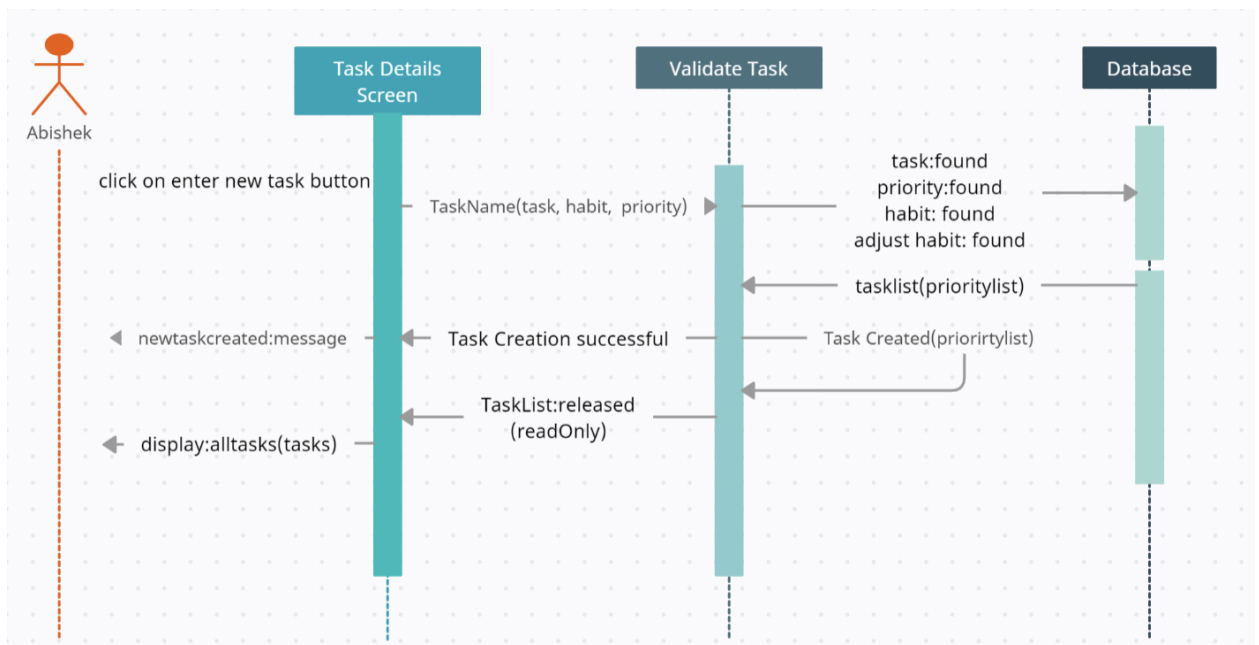 Task Details
Screen
Validate Task
Database
Abishek
click on enter new task button
TaskName(task, habit, priority)
task:found
priority:found
habit: found
adjust habit: found
tasklist(prioritylist)
newtaskcreated:message
Task Creation successful
Task Created(priorirtylist)
TaskList:released
(readOnly)
display:alltasks(tasks)